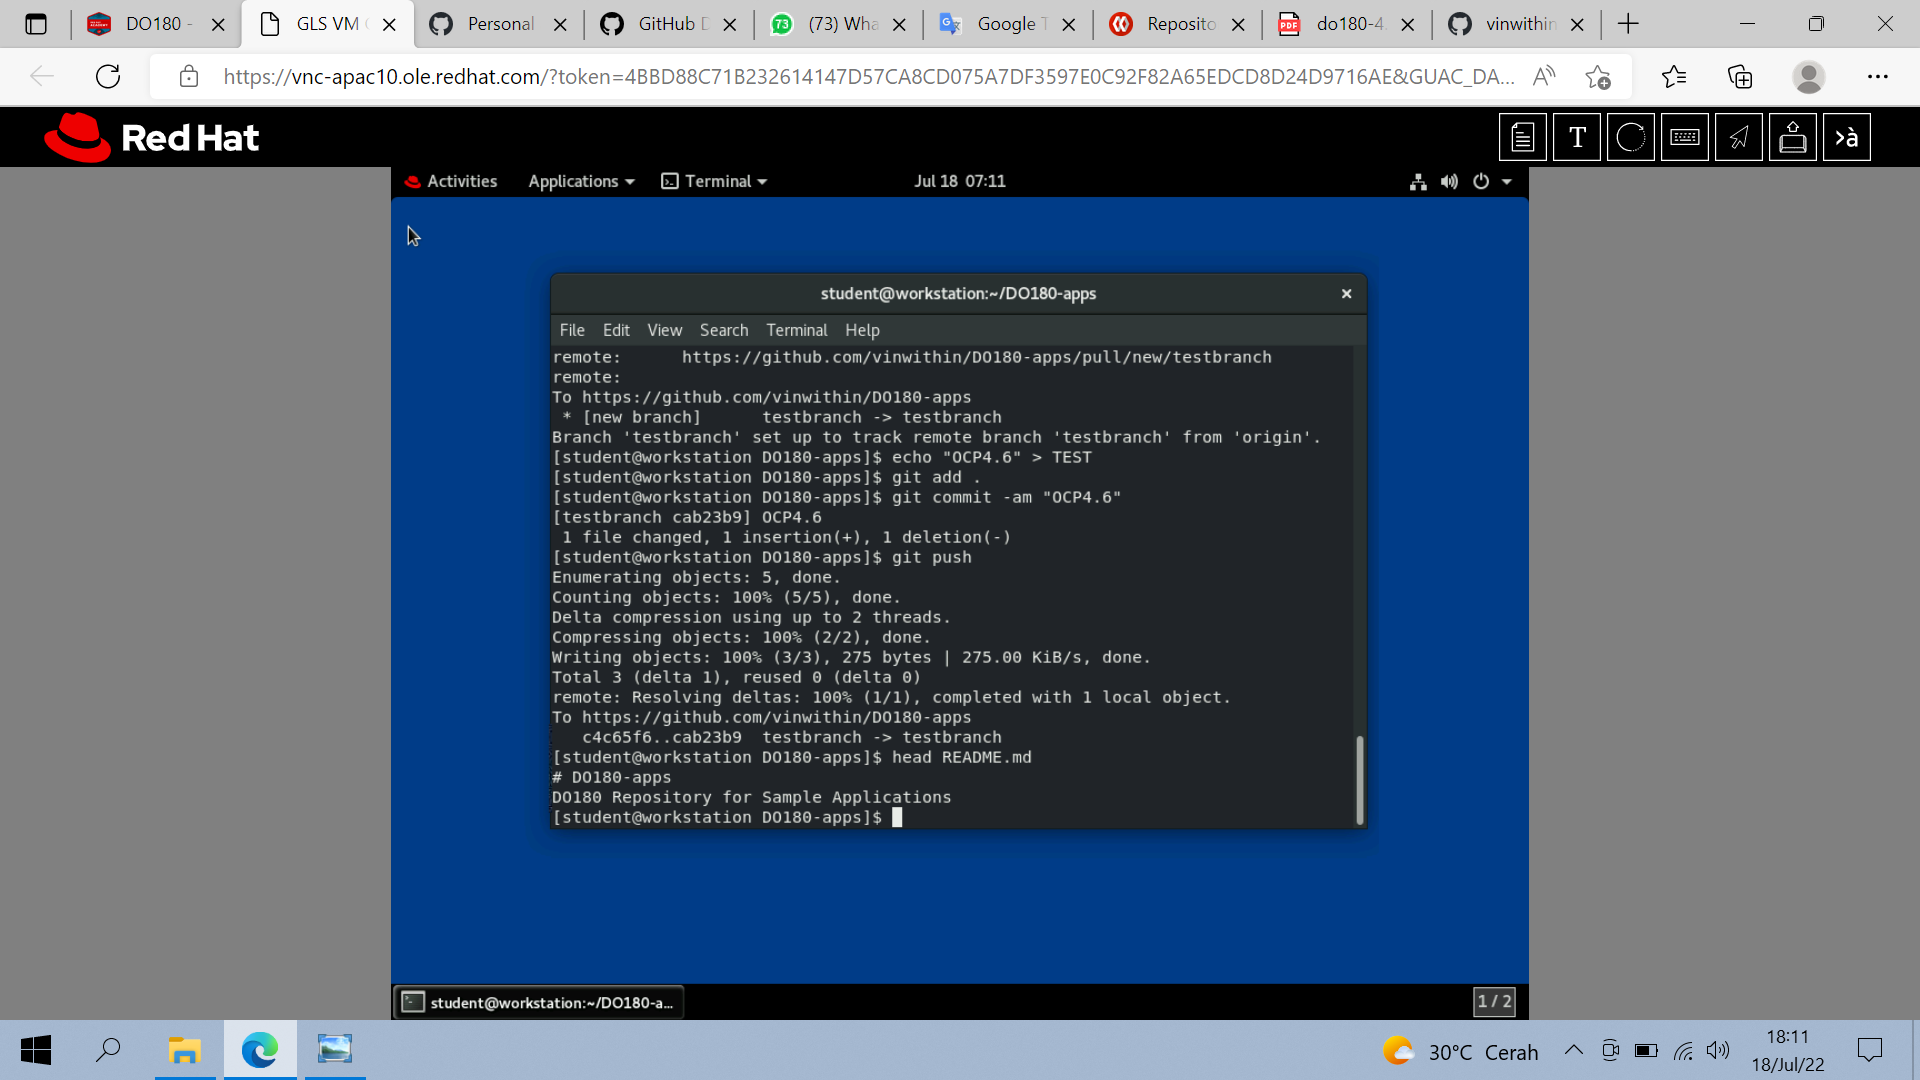 DO180 -
GLS VM
Personal
GitHub
(73) Wha
Google
Reposito
do180-4.
vinwithin
https://vnc-apac10.ole.redhat.com/?token=4BBD88C71B232614147D57CA8CD075A7DF3597E0C92F82A65EDCD8D24D9716AE&GUAC_DA...
Red Hat
Activities Applications Terminal Jul 18 07:11
student@workstation:~/DO180-apps
File Edit View Search Terminal Help
remote:      https://github.com/vinwithin/DO180-apps/pull/new/testbranch
remote:
To https://github.com/vinwithin/DO180-apps
 * [new branch]      testbranch -> testbranch
Branch 'testbranch' set up to track remote branch 'testbranch' from 'origin'.
[student@workstation DO180-apps]$ echo "OCP4.6" > TEST
[student@workstation DO180-apps]$ git add .
[student@workstation DO180-apps]$ git commit -am "OCP4.6"
[testbranch cab23b9] OCP4.6
 1 file changed, 1 insertion(+), 1 deletion(-)
[student@workstation DO180-apps]$ git push
Enumerating objects: 5, done.
Counting objects: 100% (5/5), done.
Delta compression using up to 2 threads.
Compressing objects: 100% (2/2), done.
Writing objects: 100% (3/3), 275 bytes | 275.00 KiB/s, done.
Total 3 (delta 1), reused 0 (delta 0)
remote: Resolving deltas: 100% (1/1), completed with 1 local object.
To https://github.com/vinwithin/DO180-apps
   c4c65f6..cab23b9  testbranch -> testbranch
[student@workstation DO180-apps]$ head README.md
# DO180-apps
DO180 Repository for Sample Applications
[student@workstation DO180-apps]$
student@workstation:~/DO180-a...
1 / 2
30°C Cerah
18:11
18/Jul/22